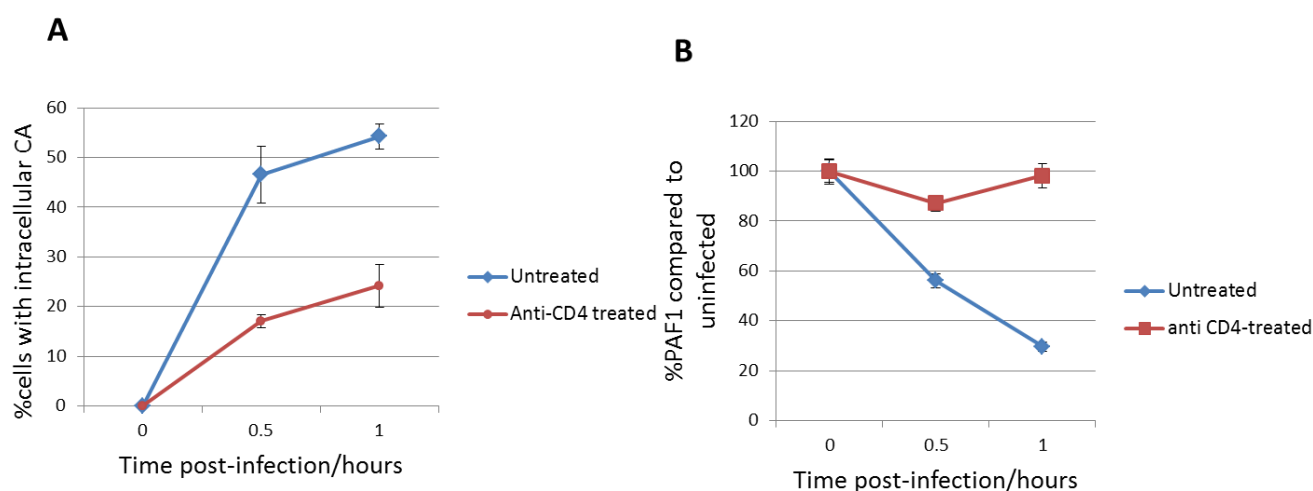 A
%cells with intracellular CA
60
50
40
30
20
10
0
0 0.5 1
Time post-infection/hours
Untreated
Anti-CD4 treated
B
%PAF1 compared to
uninfected
120
100
80
60
40
20
0
0 0.5 1
Time post-infection/hours
Untreated
anti CD4-treated